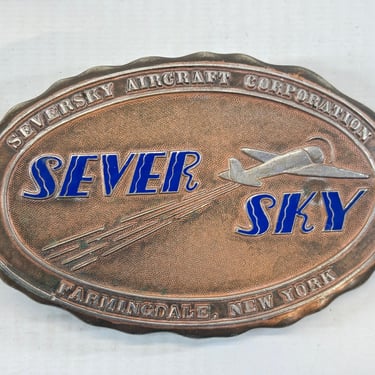 SEVERSKY AIRCRAFT CORPORATION
SEVER
SKY
FARMINGDALE, NEW YORK